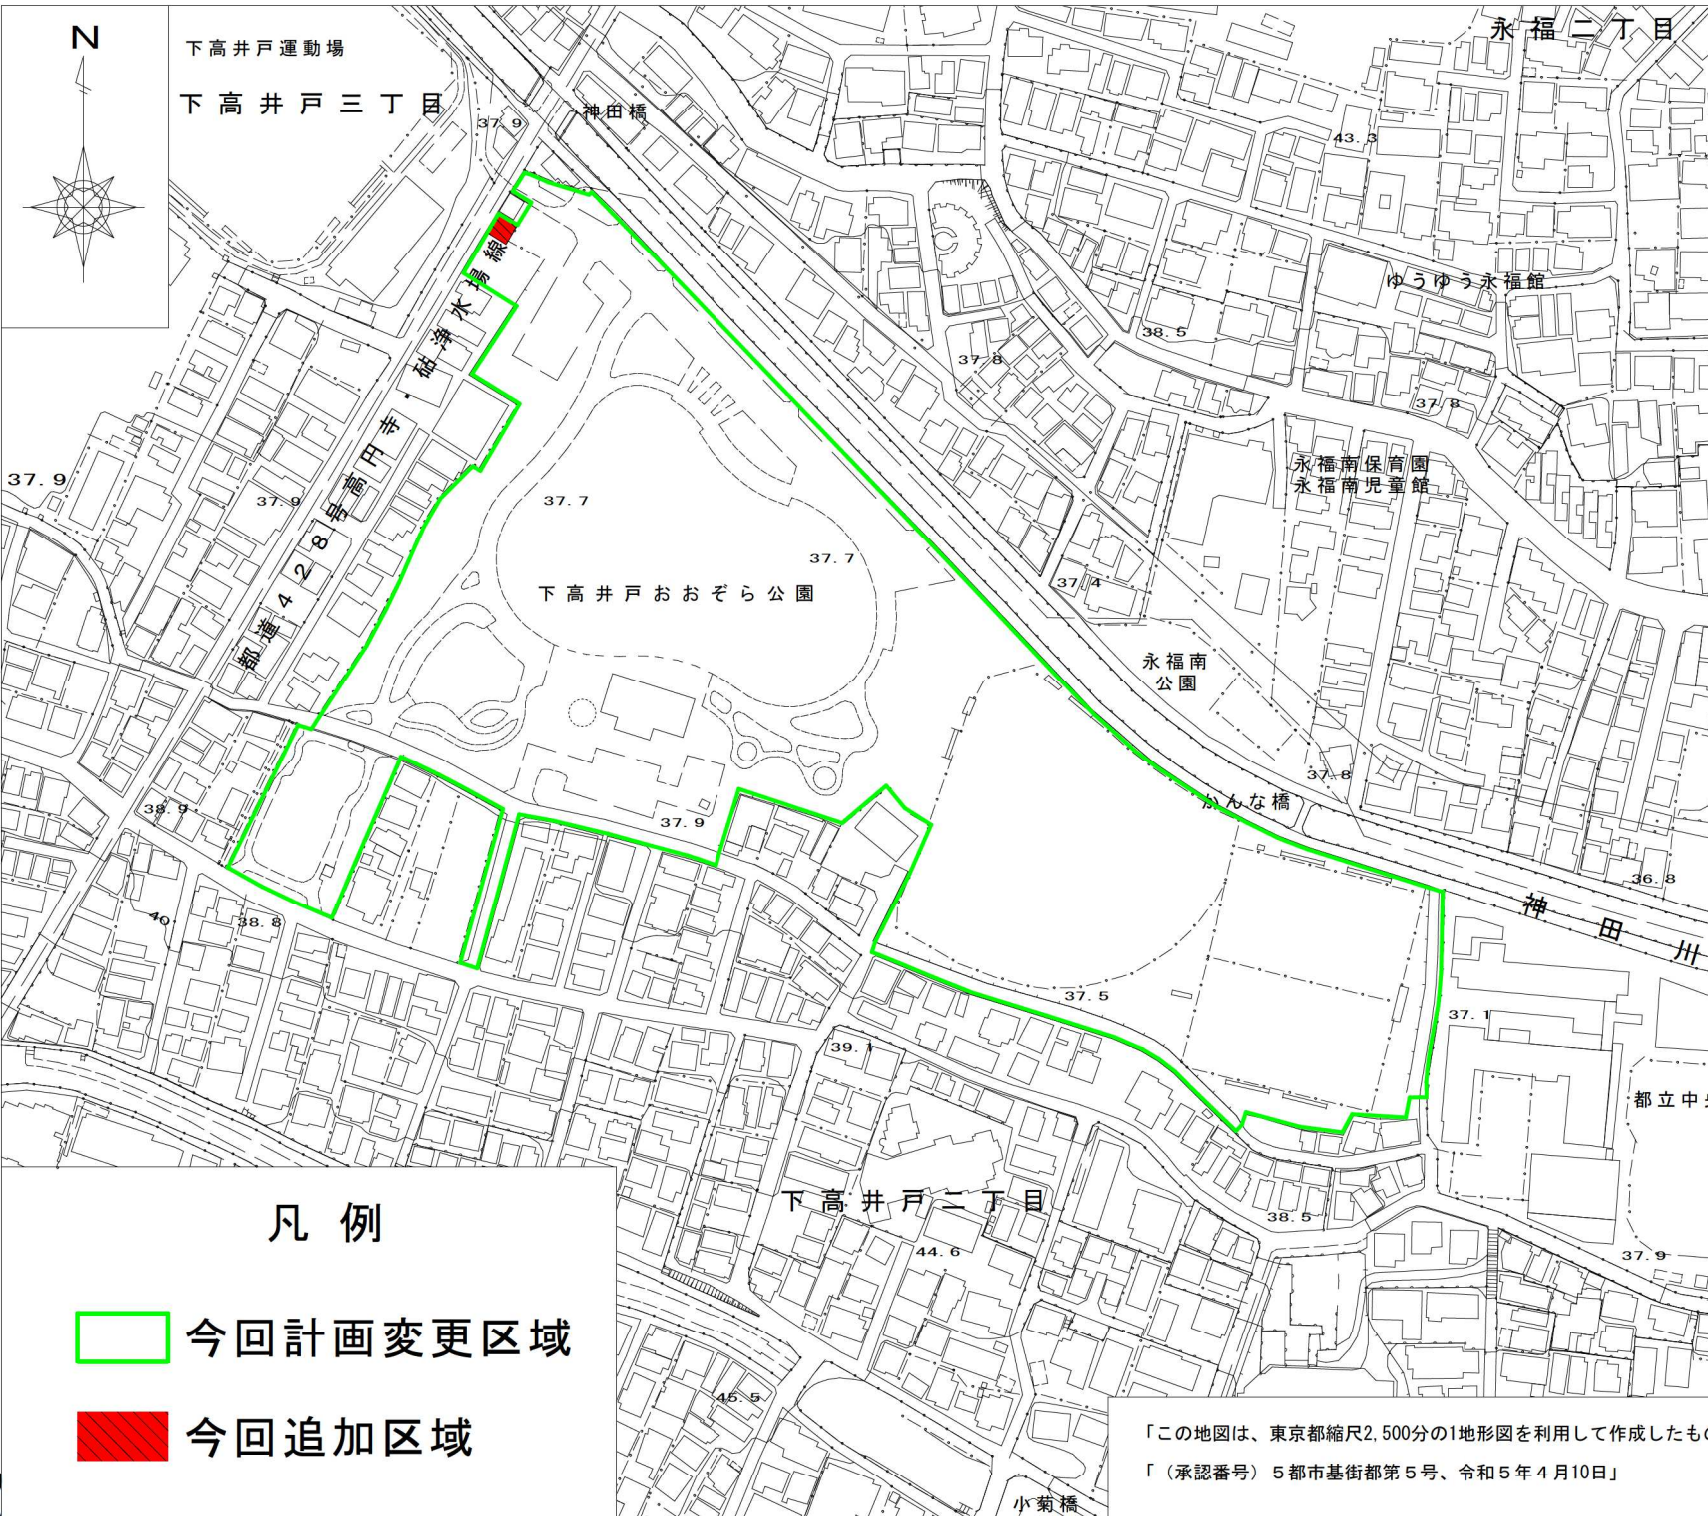 N
下高井戸運動場
下高井戸三丁目
永福二丁目
37.9
神田橋
43.3
ゆうゆう永福館
38.5
37.8
37.8
都道428号高円寺・砧浄水場線
37.9
37.9
37.7
37.7
永福南保育園
永福南児童館
下高井戸おおぞら公園
37.4
永福南
公園
37.8
かんな橋
38.9
37.9
36.8
神田川
40
38.8
37.5
37.1
39.1
都立中
下高井戸二丁目
38.5
44.6
37.9
凡例
今回計画変更区域
今回追加区域
45.5
小菊橋
「この地図は、東京都縮尺2,500分の1地形図を利用して作成したもの
「（承認番号）５都市基街都第５号、令和５年４月10日」